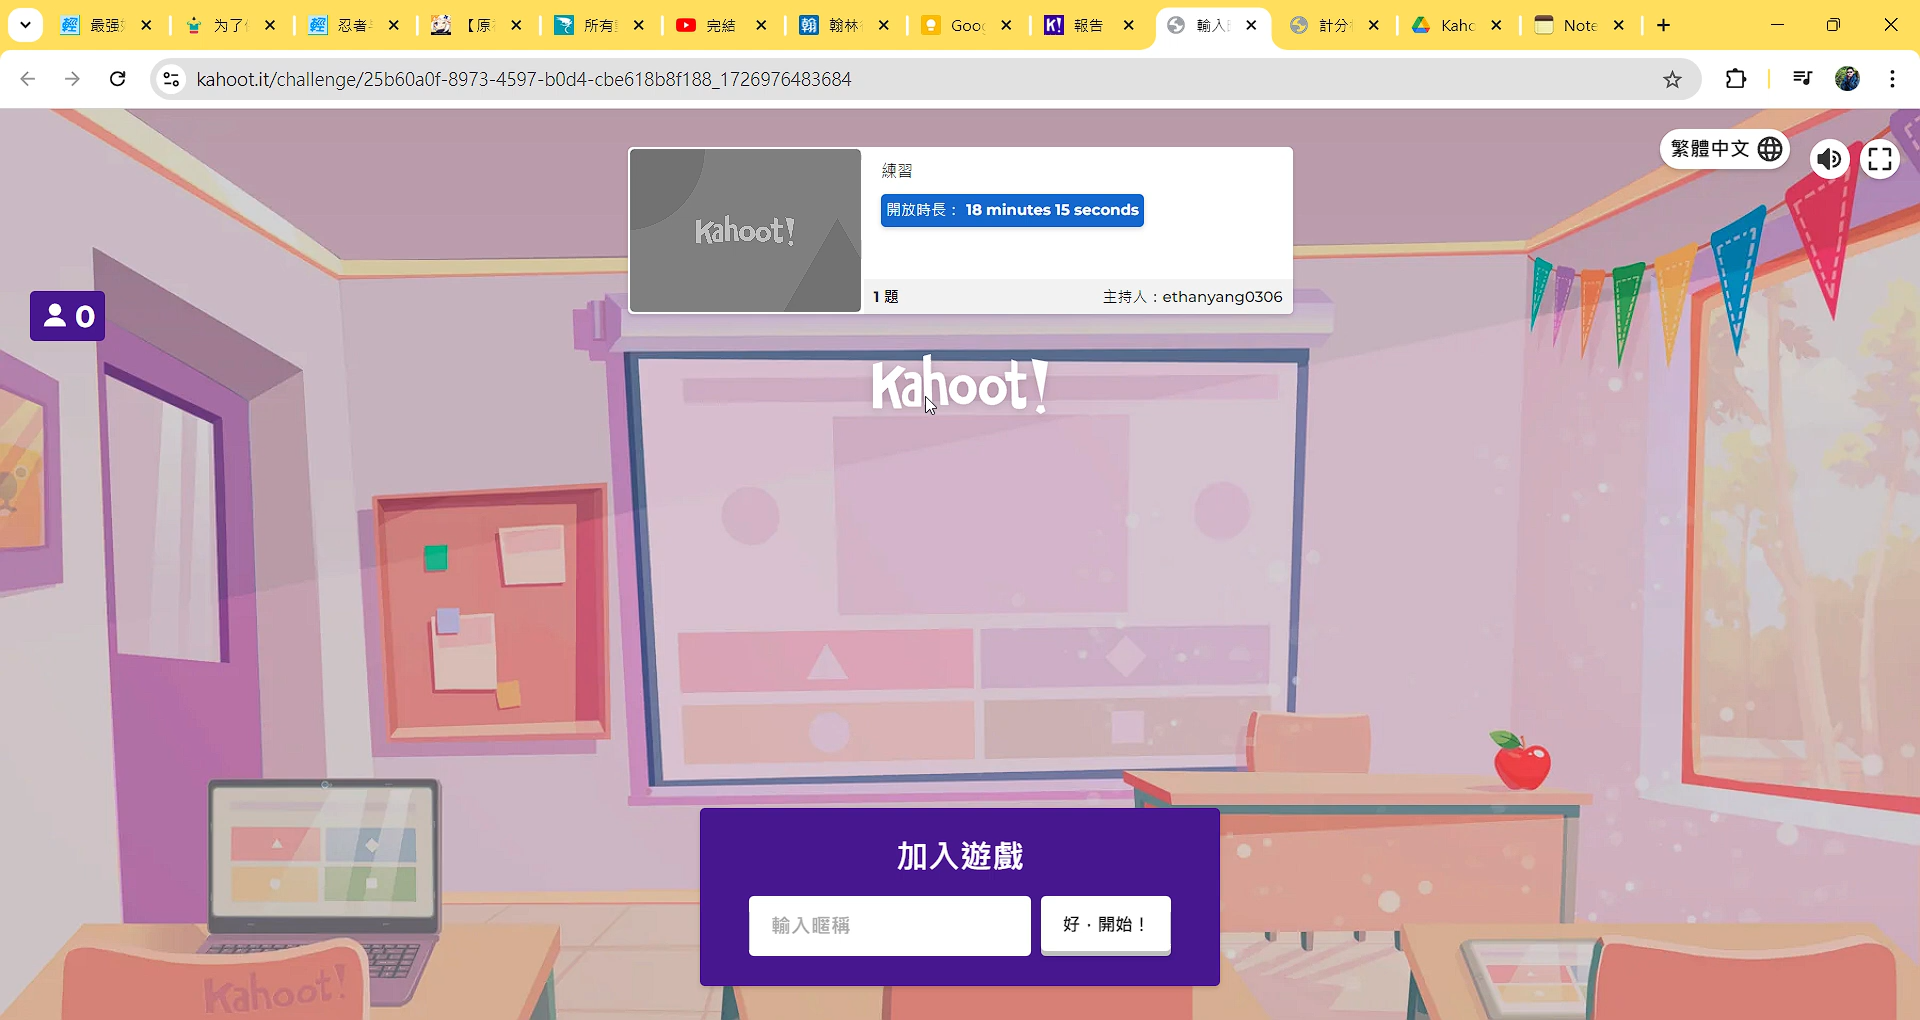 最强
为了
輕
忍者
【原
所有
完結
翰林
Goo
報告
輸入
計分
Kaho
Note
kahoot.it/challenge/25b60a0f-8973-4597-b0d4-cbe618b8f188_1726976483684
繁體中文
Kahoot!
練習
開放時長： 18 minutes 15 seconds
1 題
主持人：ethanyang0306
0
Kahoot!
加入遊戲
輸入暱稱
好，開始！
Kahoot!